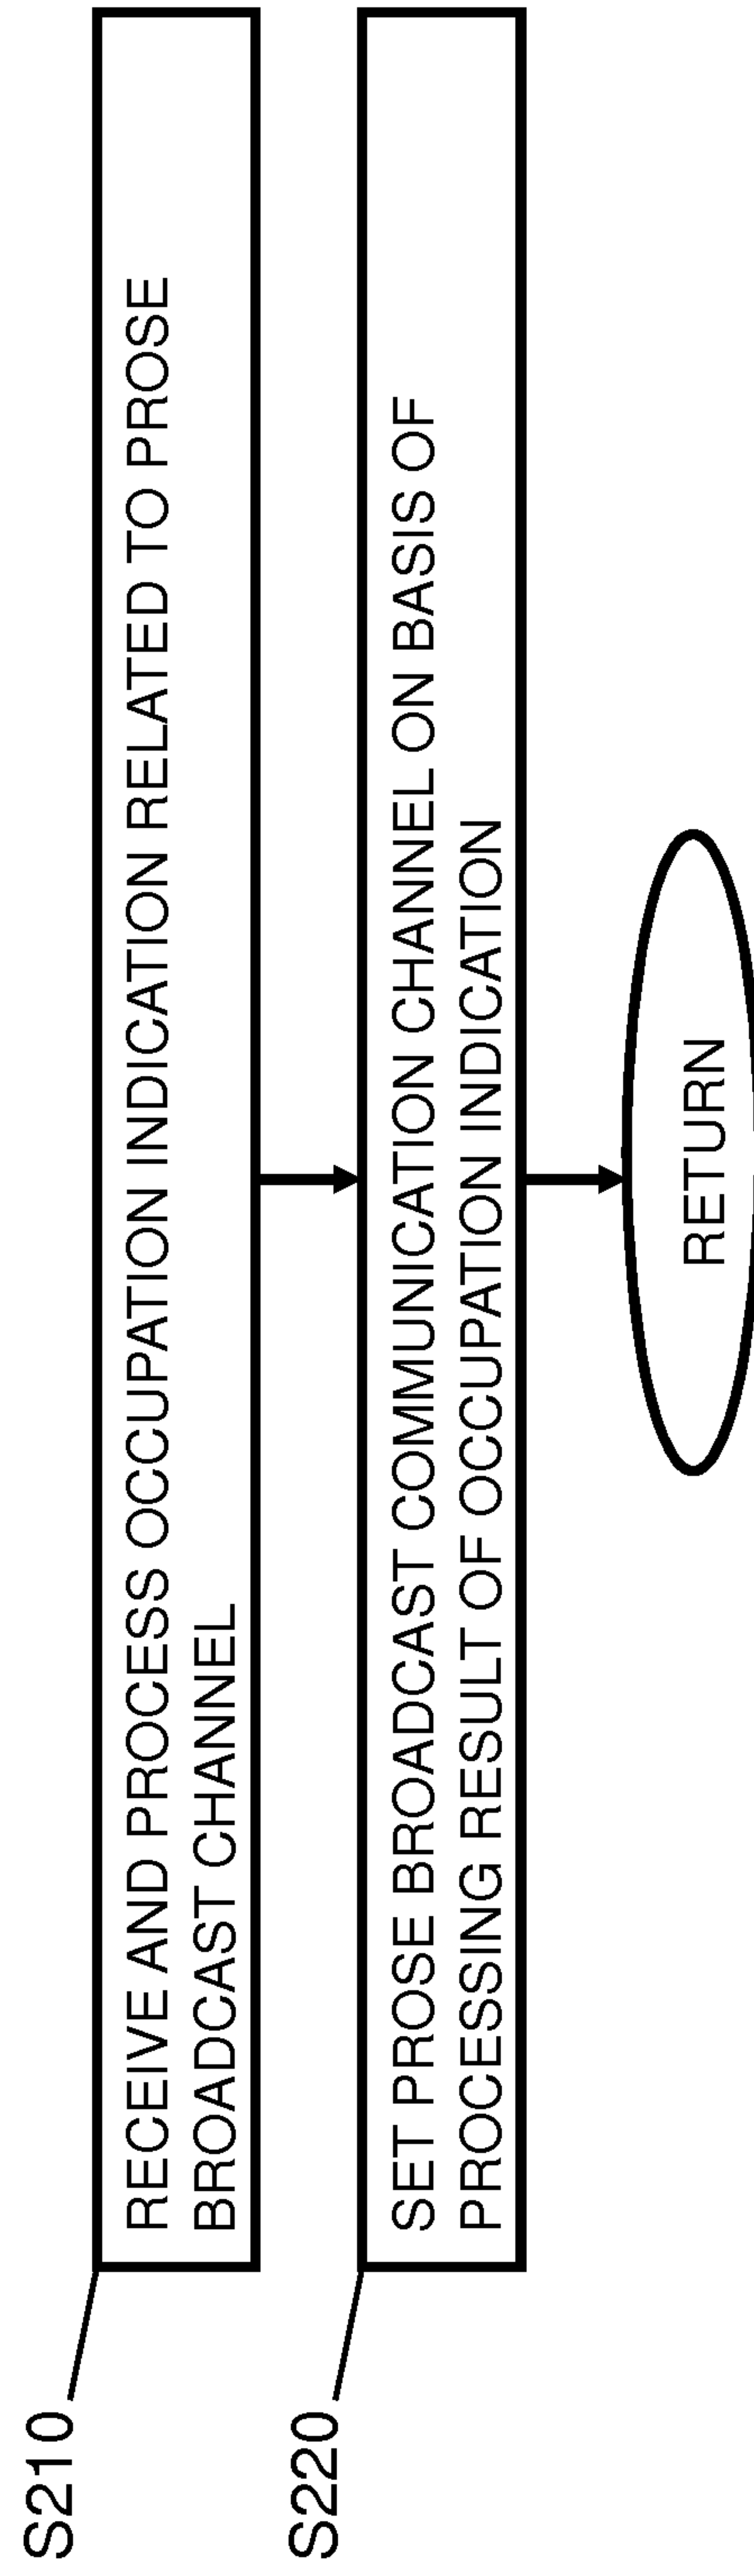 S210
RECEIVE AND PROCESS OCCUPATION INDICATION RELATED TO PROSE
BROADCAST CHANNEL
S220
SET PROSE BROADCAST COMMUNICATION CHANNEL ON BASIS OF
PROCESSING RESULT OF OCCUPATION INDICATION
RETURN